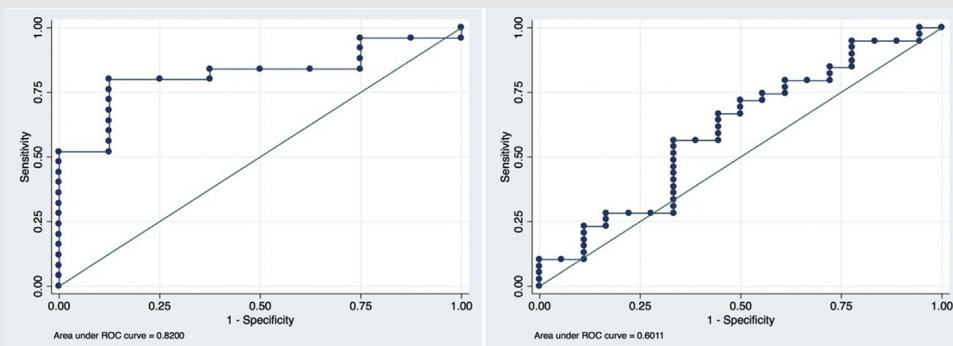 Sensitivity
1.00
0.75
0.50
0.25
0.00
0.00 0.25 0.50 0.75 1.00
1 - Specificity
Area under ROC curve = 0.8200
Sensitivity
1.00
0.75
0.50
0.25
0.00
0.00 0.25 0.50 0.75 1.00
1 - Specificity
Area under ROC curve = 0.6011